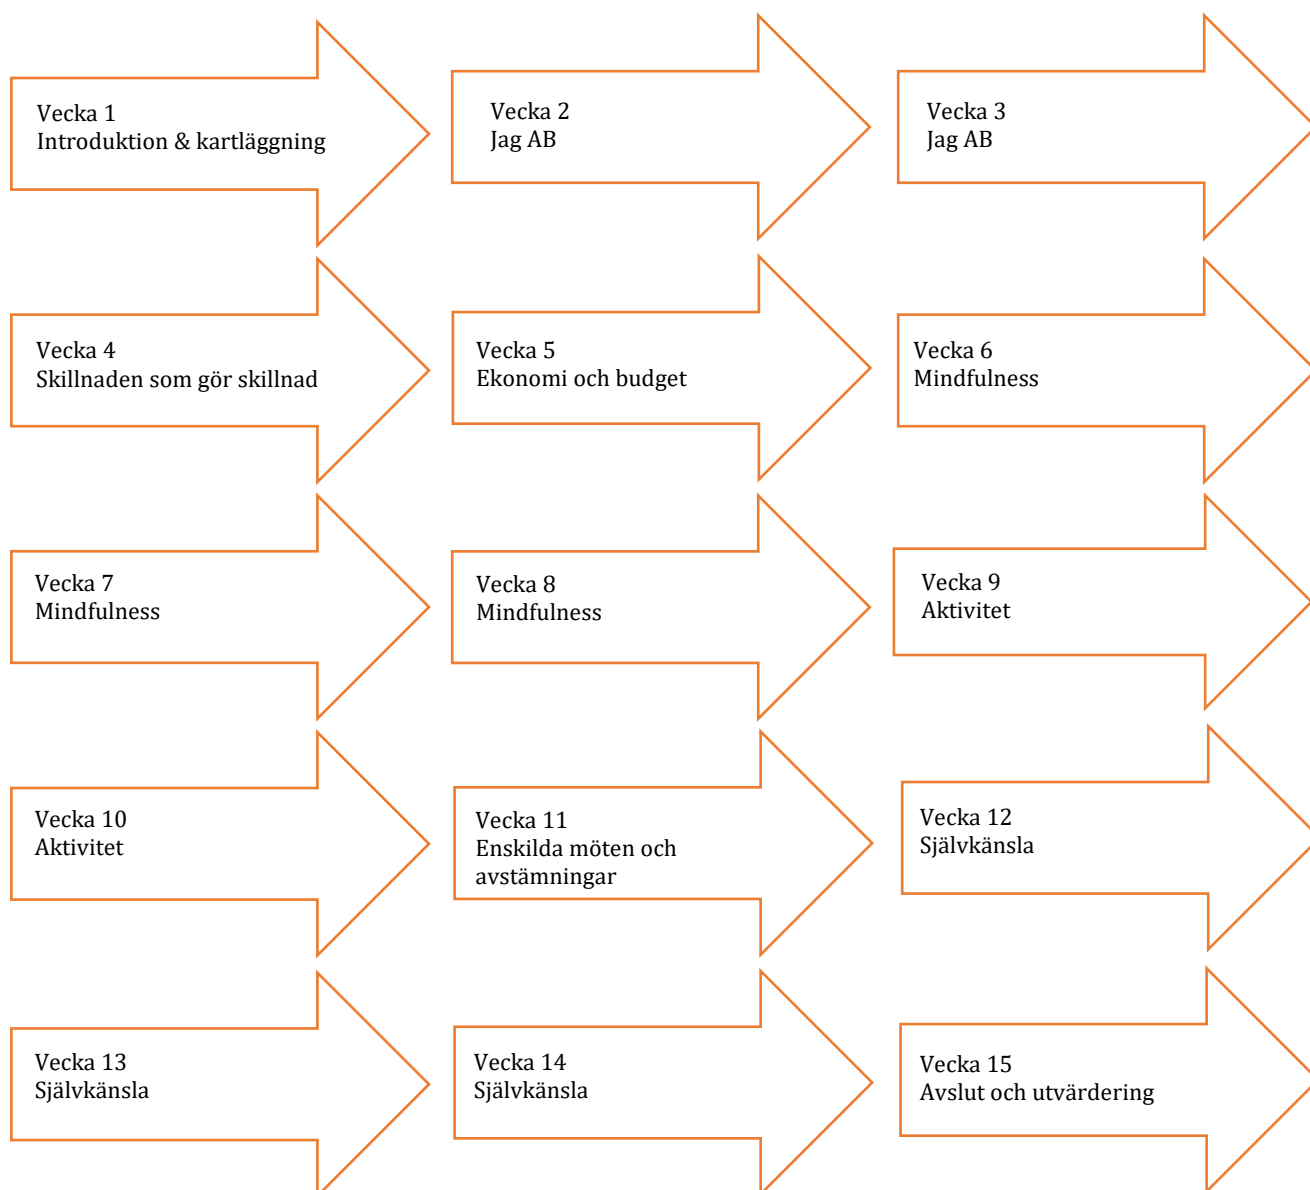 Vecka 1
Introduktion & kartläggning
Vecka 2
Jag AB
Vecka 3
Jag AB
Vecka 4
Skillnaden som gör skillnad
Vecka 5
Ekonomi och budget
Vecka 6
Mindfulness
Vecka 7
Mindfulness
Vecka 8
Mindfulness
Vecka 9
Aktivitet
Vecka 10
Aktivitet
Vecka 11
Enskilda möten och
avstämningar
Vecka 12
Självkänsla
Vecka 13
Självkänsla
Vecka 14
Självkänsla
Vecka 15
Avslut och utvärdering